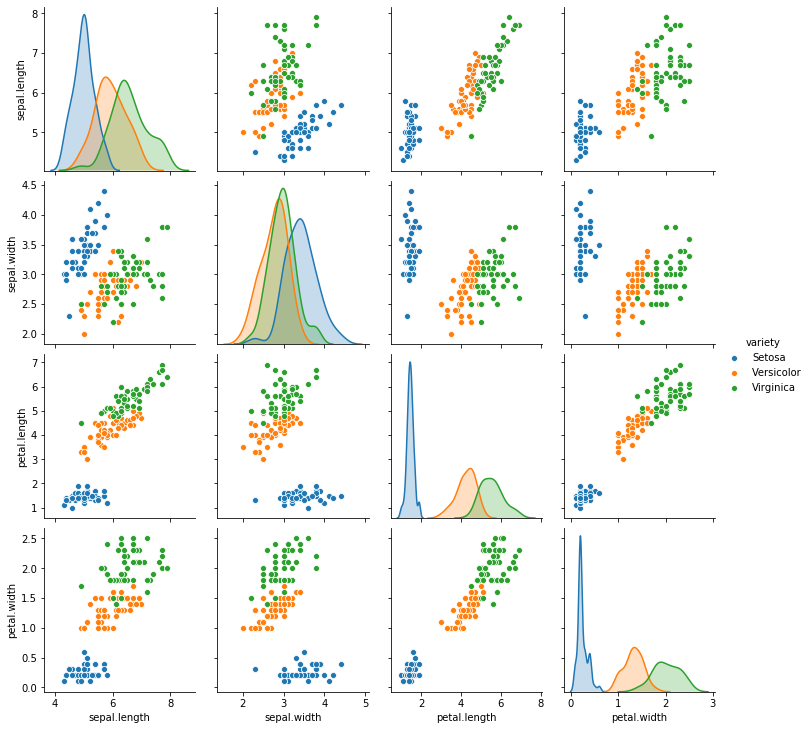 8
7
6
5
sepal.length
4.5
4.0
3.5
3.0
2.5
2.0
sepal.width
variety
Setosa
Versicolor
Virginica
7
6
5
4
3
2
1
petal.length
2.5
2.0
1.5
1.0
0.5
0.0
petal.width
4 6 8
sepal.length
2 3 4 5
sepal.width
2 4 6 8
petal.length
0 1 2 3
petal.width